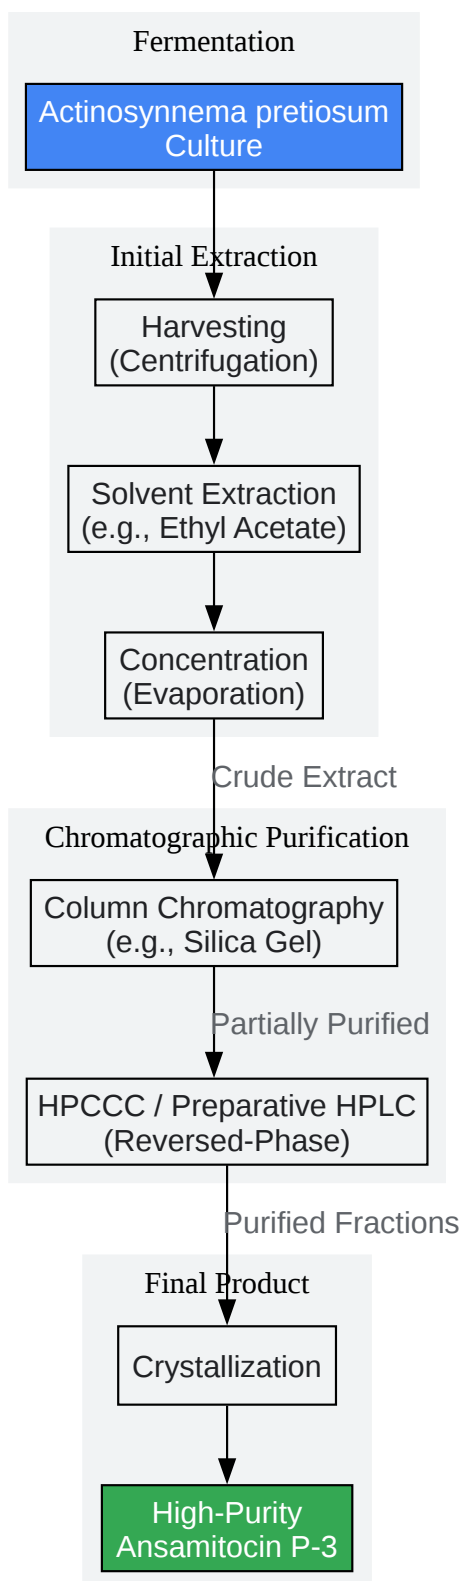 Fermentation
Actinosynnema pretiosum
Culture
Initial Extraction
Harvesting
(Centrifugation)
Solvent Extraction
(e.g., Ethyl Acetate)
Concentration
(Evaporation)
Crude Extract
Chromatographic Purification
Column Chromatography
(e.g., Silica Gel)
Partially Purified
HPCCC / Preparative HPLC
(Reversed-Phase)
Purified Fractions
Final Product
Crystallization
High-Purity
Ansamitocin P-3